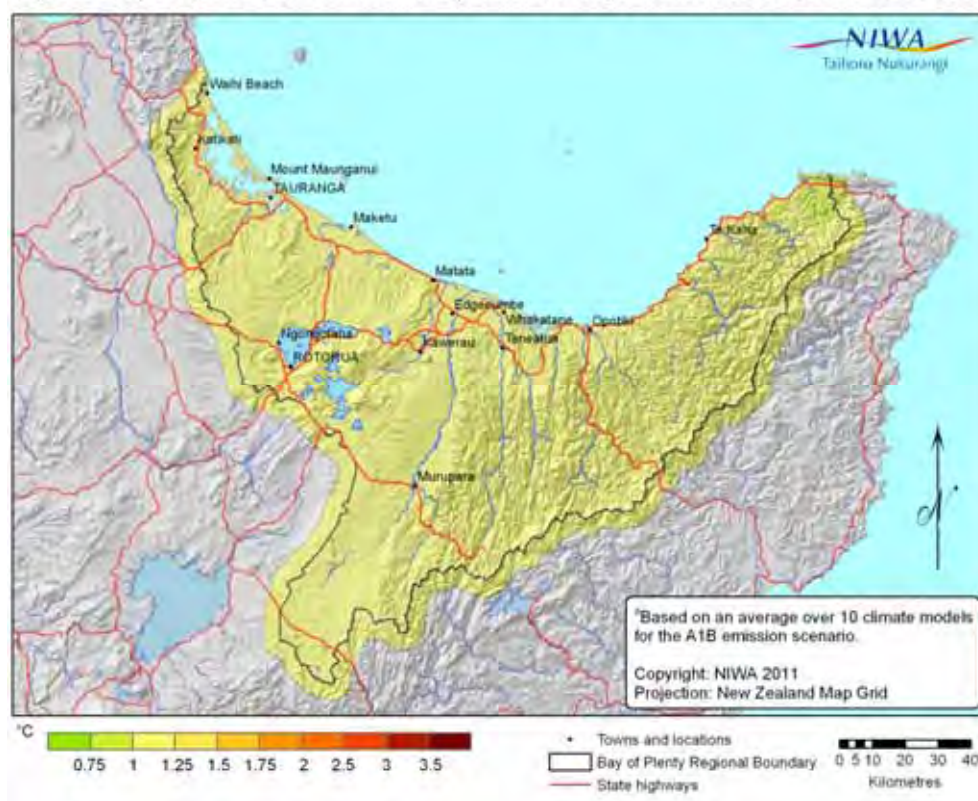 NIWA
Taihoro Nukurangi
Waihi Beach
Katikati
Mount Maunganui
TAURANGA
Maketu
Te Kaha
Matata
Edgecumbe
Whakatane
Opotiki
Ngongotaha
Kawerau
Taneatua
ROTORUA
Murupara
°Based on an average over 10 climate models
for the A1B emission scenario.
Copyright: NIWA 2011
Projection: New Zealand Map Grid
°C
0.75 1 1.25 1.5 1.75 2 2.5 3 3.5
Towns and locations
Bay of Plenty Regional Boundary
State highways
0 5 10 20 30 40
Kilometres